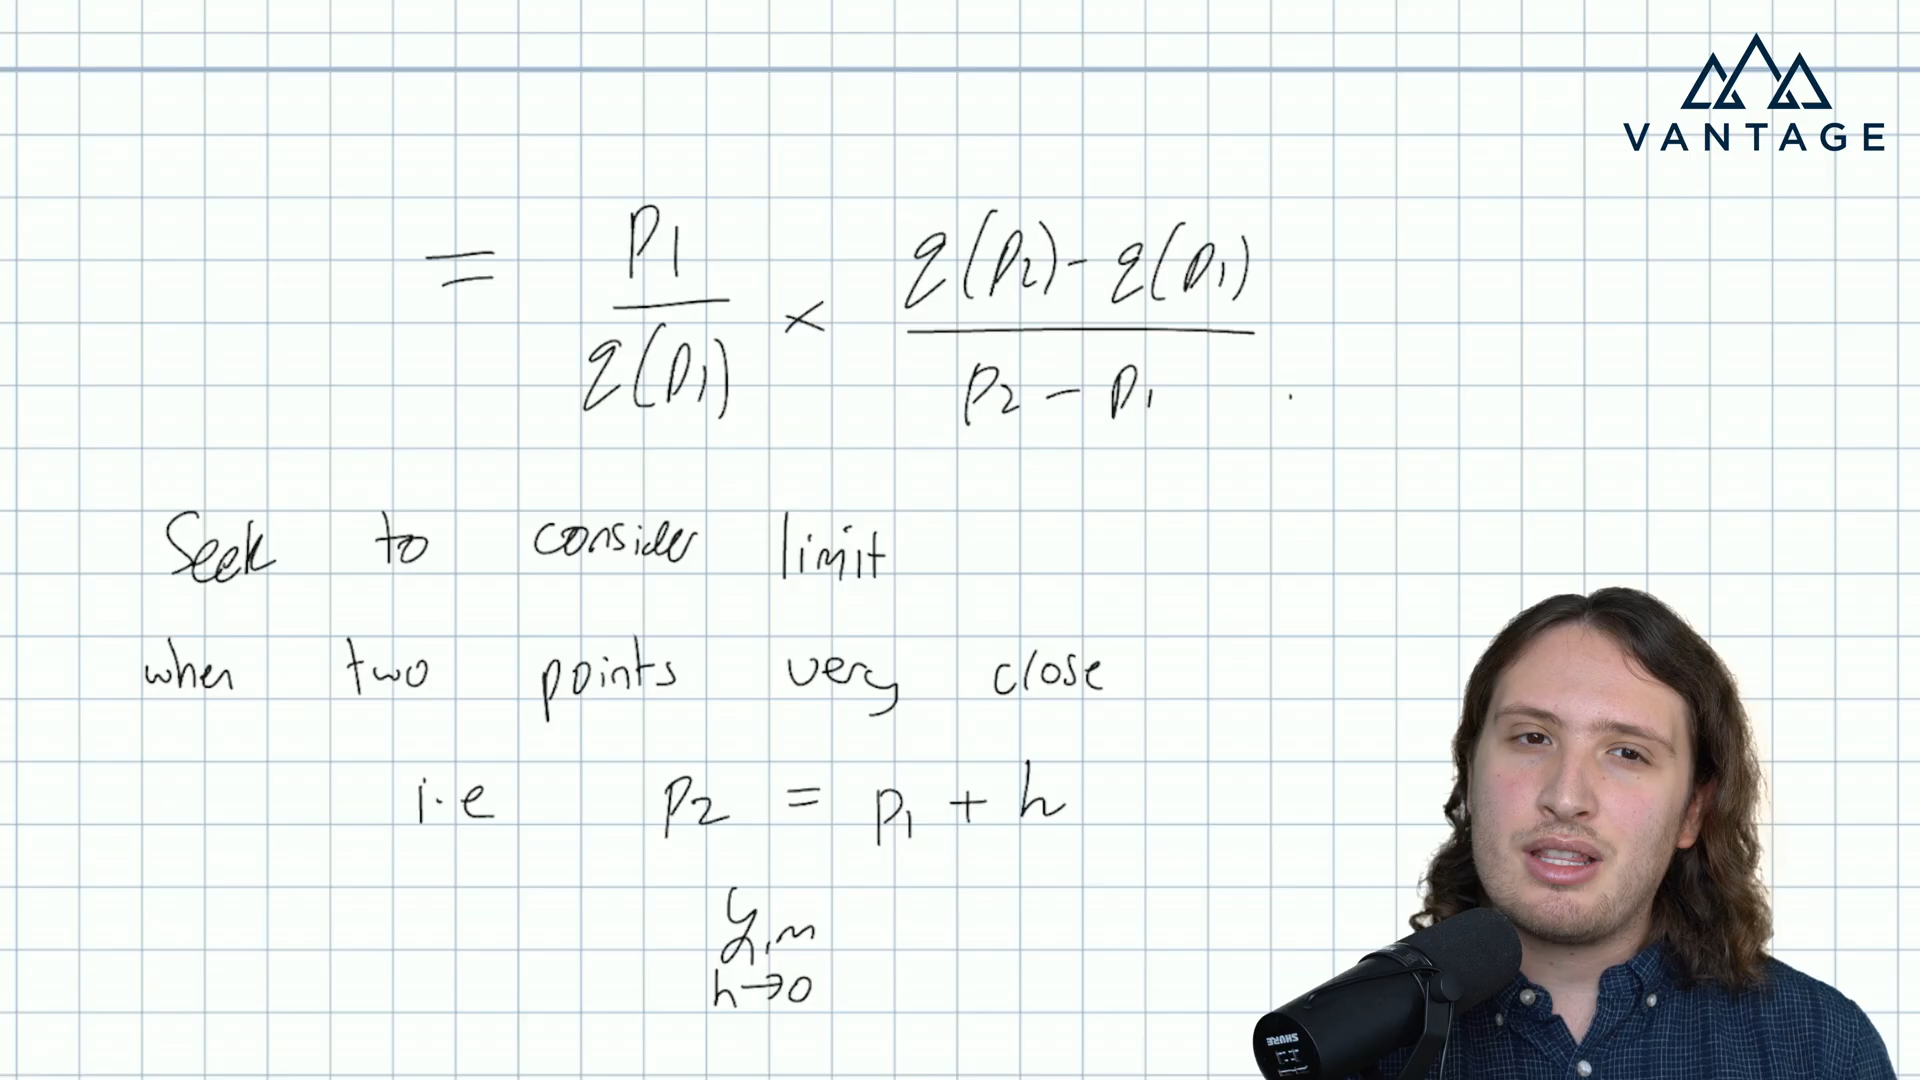 VANTAGE
= p1 / q(p1) × q(p2) - q(p1) / p2 - p1 .
Seek to consider limit
when two points very close
i.e p2 = p1 + h
Lim
h→0
SHURE